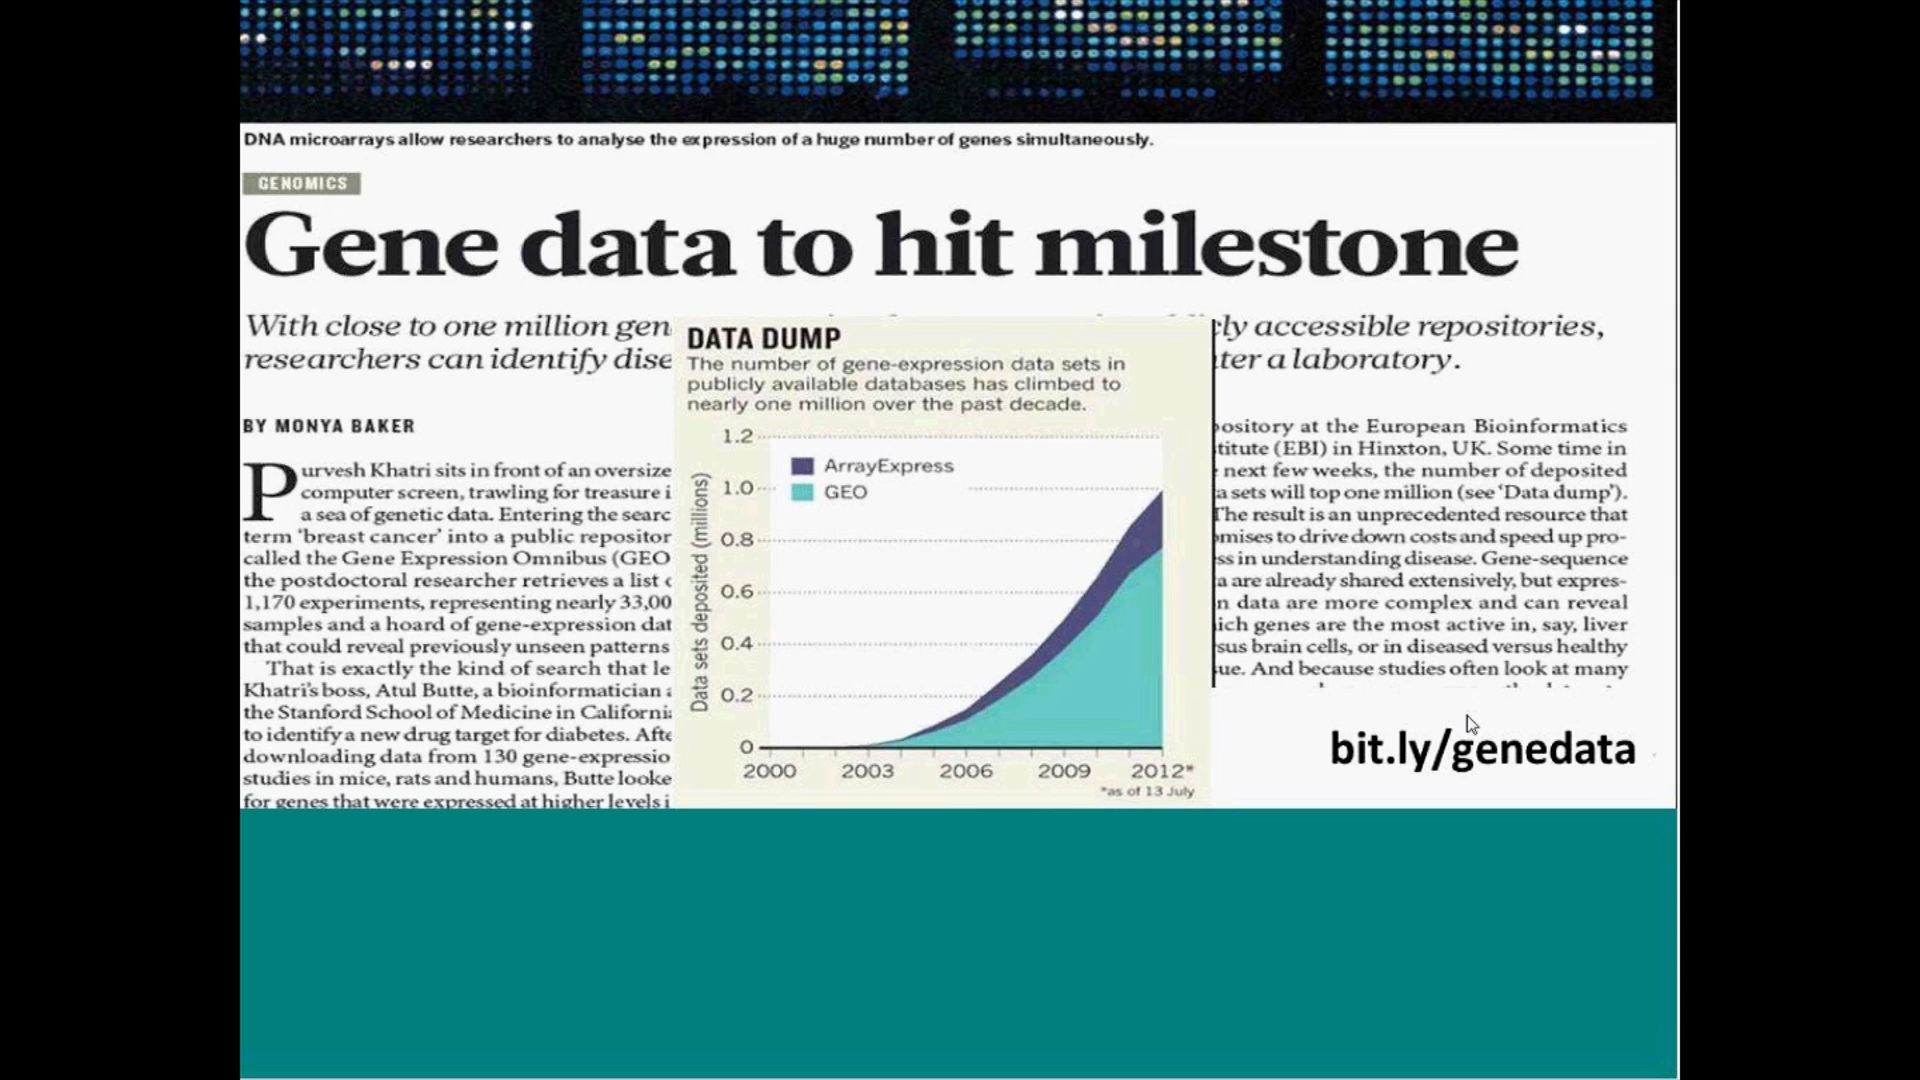 DNA microarrays allow researchers to analyse the expression of a huge number of genes simultaneously.
GENOMICS
Gene data to hit milestone
With close to one million gen
researchers can identify dise
cly accessible repositories,
ter a laboratory.
BY MONYA BAKER
Purvesh Khatri sits in front of an oversize
computer screen, trawling for treasure i
a sea of genetic data. Entering the searc
term ‘breast cancer’ into a public repositor
called the Gene Expression Omnibus (GEO
the postdoctoral researcher retrieves a list
1,170 experiments, representing nearly 33,00
samples and a hoard of gene-expression dat
that could reveal previously unseen patterns
That is exactly the kind of search that le
Khatri’s boss, Atul Butte, a bioinformatician
the Stanford School of Medicine in Californi
to identify a new drug target for diabetes. Afte
downloading data from 130 gene-expressio
studies in mice, rats and humans, Butte looke
for genes that were expressed at higher levels i
DATA DUMP
The number of gene-expression data sets in
publicly available databases has climbed to
nearly one million over the past decade.
Data sets deposited (millions)
1.2
1.0
0.8
0.6
0.4
0.2
0
ArrayExpress
GEO
2000 2003 2006 2009 2012*
*as of 13 July
ository at the European Bioinformatics
titute (EBI) in Hinxton, UK. Some time in
next few weeks, the number of deposited
a sets will top one million (see ‘Data dump’).
The result is an unprecedented resource that
mises to drive down costs and speed up pro-
ss in understanding disease. Gene-sequence
a are already shared extensively, but expres-
n data are more complex and can reveal
ich genes are the most active in, say, liver
sus brain cells, or in diseased versus healthy
ue. And because studies often look at many
bit.ly/genedata